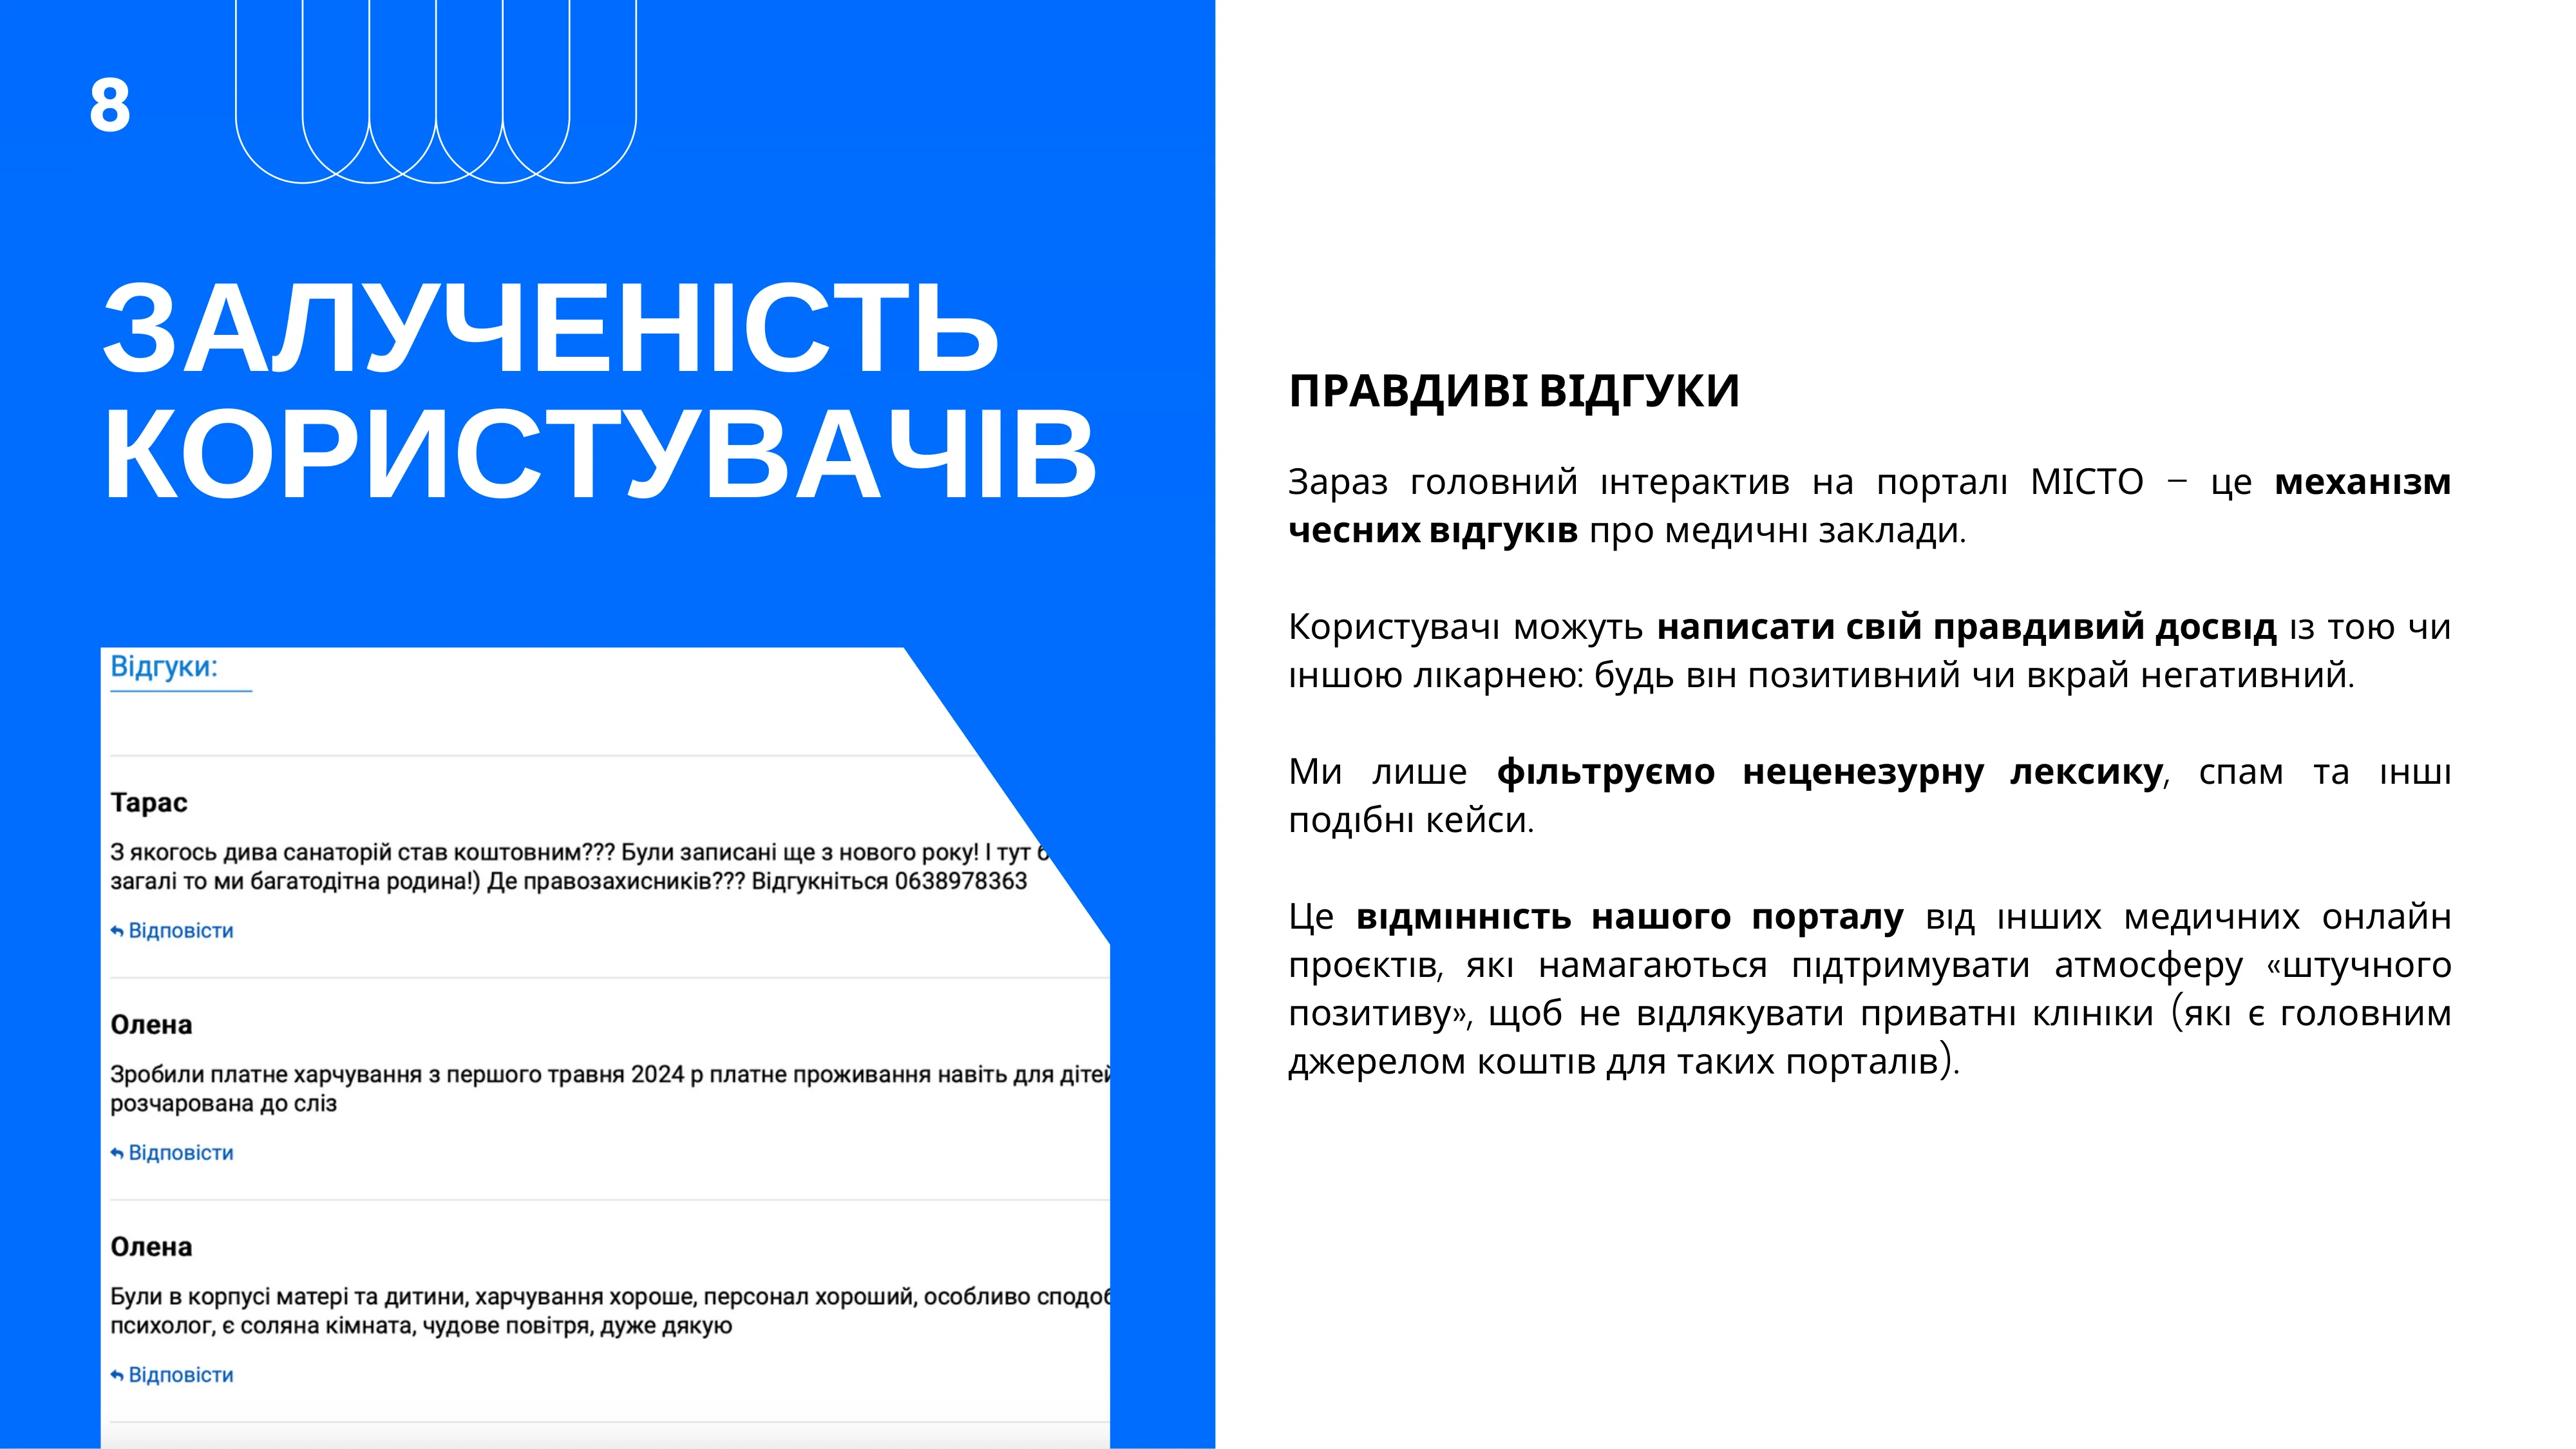 8
ЗАЛУЧЕНІСТЬ
КОРИСТУВАЧІВ
Відгуки:
Тарас
З якогось дива санаторій став коштовним??? Були записані ще з нового року! І тут
загалі то ми багатодітна родина!) Де правозахисників??? Відгукніться 0638978363
Відповісти
Олена
Зробили платне харчування з першого травня 2024 р платне проживання навіть для дітей
розчарована до сліз
Відповісти
Олена
Були в корпусі матері та дитини, харчування хороше, персонал хороший, особливо
психолог, є соляна кімната, чудове повітря, дуже дякую
Відповісти
ПРАВДИВІ ВІДГУКИ
Зараз головний інтерактив на порталі МІСТО – це механізм
чесних відгуків про медичні заклади.
Користувачі можуть написати свій правдивий досвід із тою чи
іншою лікарнею: будь він позитивний чи вкрай негативний.
Ми лише фільтруємо неценезурну лексику, спам та інші
подібні кейси.
Це відмінність нашого порталу від інших медичних онлайн
проєктів, які намагаються підтримувати атмосферу «штучного
позитиву», щоб не відлякувати приватні клініки (які є головним
джерелом коштів для таких порталів).